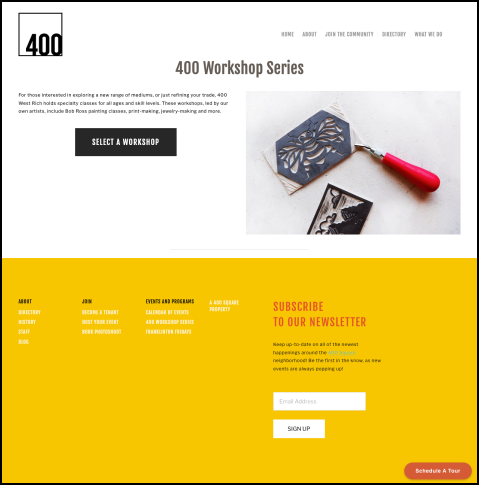 400
HOME ABOUT JOIN THE COMMUNITY DIRECTORY WHAT WE DO
400 Workshop Series
For those interested in exploring a new range of mediums, or just refining your trade, 400
West Rich holds specialty classes for all ages and skill levels. These workshops, led by our
own artists, include Bob Ross painting classes, print-making, jewelry-making and more.
SELECT A WORKSHOP
ABOUT
DIRECTORY
HISTORY
STAFF
BLOG
JOIN
BECOME A TENANT
HOST YOUR EVENT
BOOK PHOTOSHOOT
EVENTS AND PROGRAMS
CALENDAR OF EVENTS
400 WORKSHOP SERIES
FRANKLINTON FRIDAYS
A 400 SQUARE
PROPERTY
SUBSCRIBE
TO OUR NEWSLETTER
Keep up-to-date on all of the newest
happenings around the
neighborhood! Be the first in the know, as new
events are always popping up!
Email Address
SIGN UP
Schedule A Tour